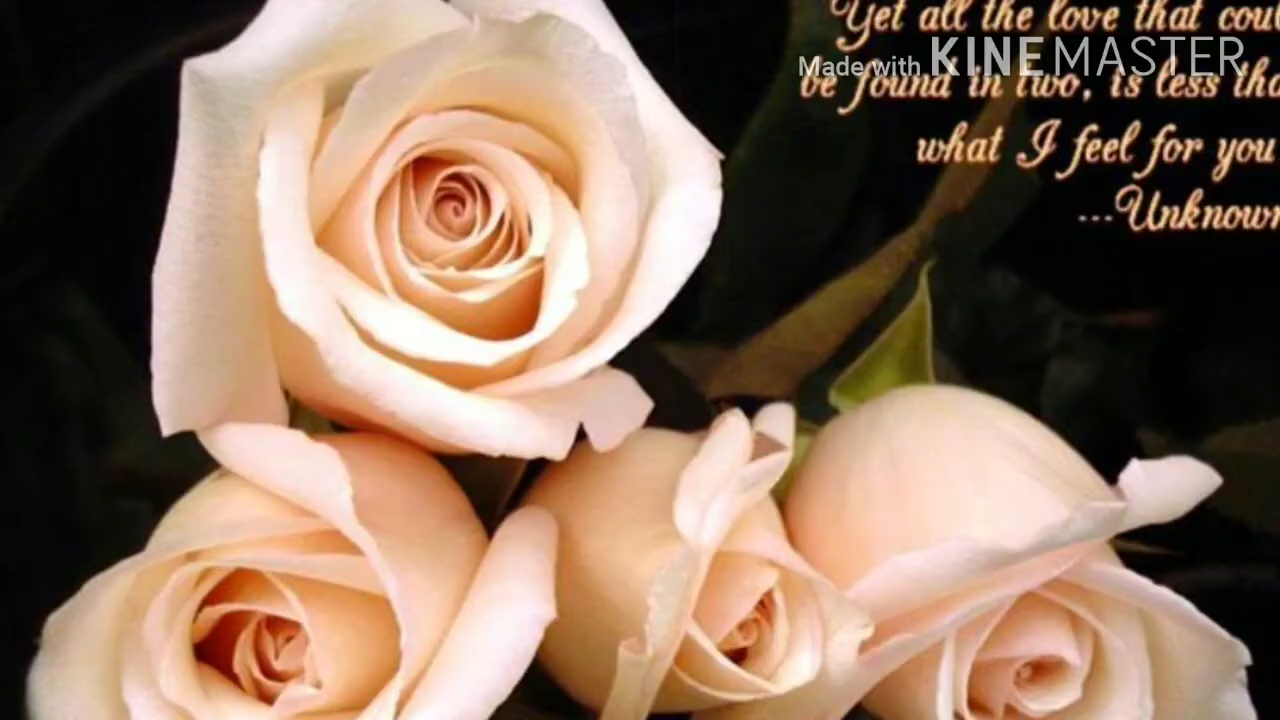 Yet all the love that coul
Made with KINEMASTER
be found in two, is less tha
what I feel for you
---Unknown